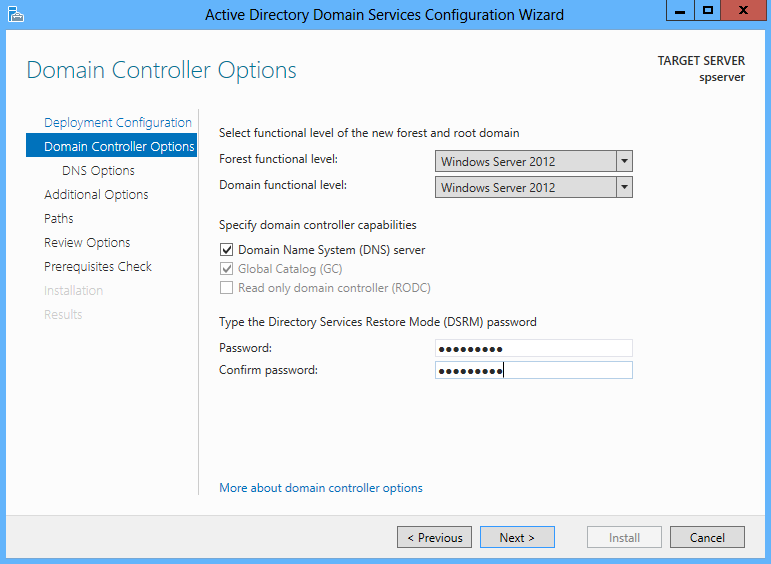 Active Directory Domain Services Configuration Wizard
Domain Controller Options
TARGET SERVER
spserver
Deployment Configuration
Domain Controller Options
DNS Options
Additional Options
Paths
Review Options
Prerequisites Check
Installation
Results
Select functional level of the new forest and root domain
Forest functional level: Windows Server 2012
Domain functional level: Windows Server 2012
Specify domain controller capabilities
Domain Name System (DNS) server
Global Catalog (GC)
Read only domain controller (RODC)
Type the Directory Services Restore Mode (DSRM) password
Password: ●●●●●●●●●
Confirm password: ●●●●●●●●●
More about domain controller options
< Previous Next > Install Cancel